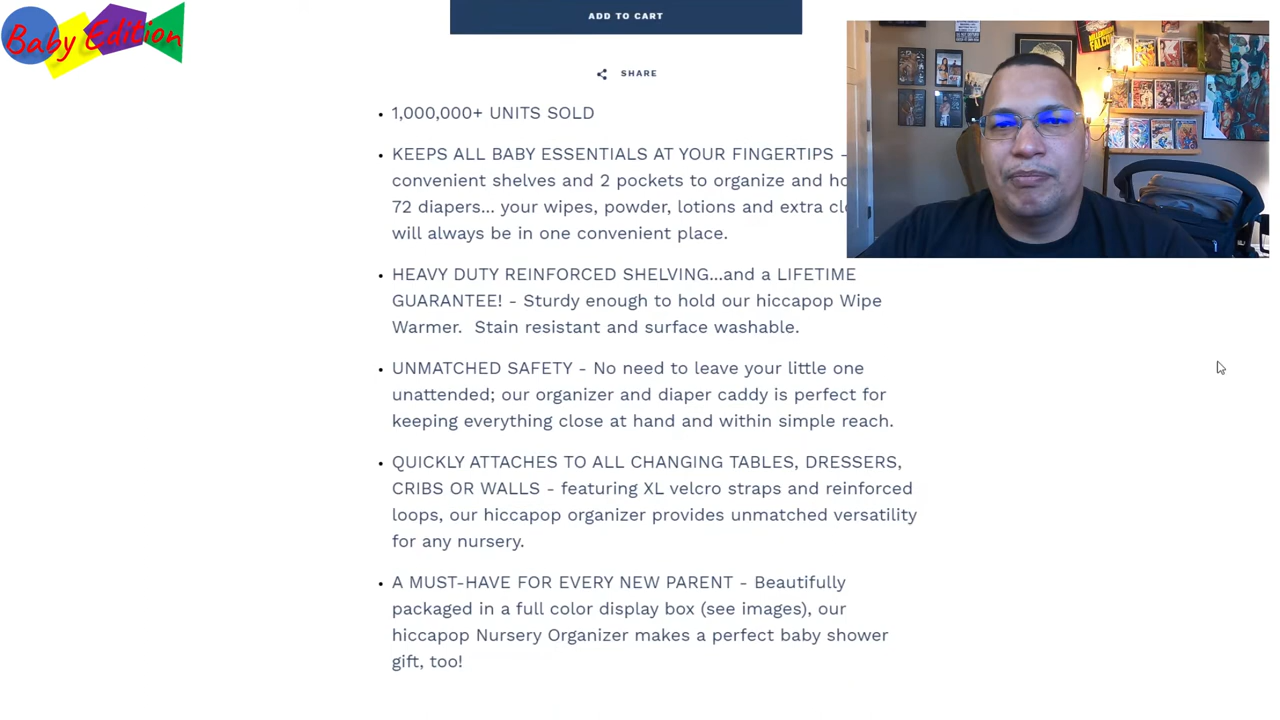 Baby Edition
ADD TO CART
SHARE
1,000,000+ UNITS SOLD
KEEPS ALL BABY ESSENTIALS AT YOUR FINGERTIPS -
convenient shelves and 2 pockets to organize and
72 diapers... your wipes, powder, lotions and extra
will always be in one convenient place.
HEAVY DUTY REINFORCED SHELVING...and a LIFETIME
GUARANTEE! - Sturdy enough to hold our hiccapop Wipe
Warmer. Stain resistant and surface washable.
UNMATCHED SAFETY - No need to leave your little one
unattended; our organizer and diaper caddy is perfect for
keeping everything close at hand and within simple reach.
QUICKLY ATTACHES TO ALL CHANGING TABLES, DRESSERS,
CRIBS OR WALLS - featuring XL velcro straps and reinforced
loops, our hiccapop organizer provides unmatched versatility
for any nursery.
A MUST-HAVE FOR EVERY NEW PARENT - Beautifully
packaged in a full color display box (see images), our
hiccapop Nursery Organizer makes a perfect baby shower
gift, too!
MILLENNIUM
FALCON